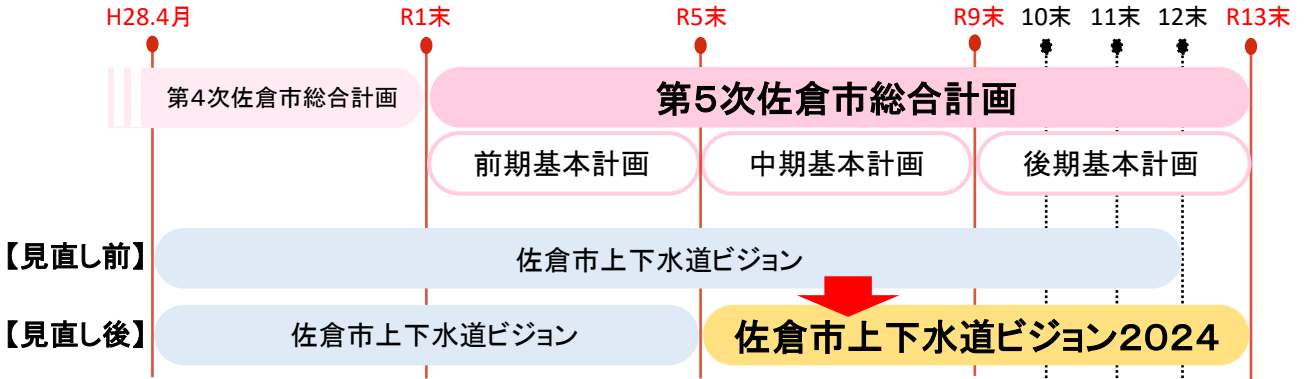 H28.4月 R1末 R5末 R9末 10末 11末 12末 R13末
第4次佐倉市総合計画 第5次佐倉市総合計画
前期基本計画 中期基本計画 後期基本計画
【見直し前】 佐倉市上下水道ビジョン
【見直し後】 佐倉市上下水道ビジョン 佐倉市上下水道ビジョン2024